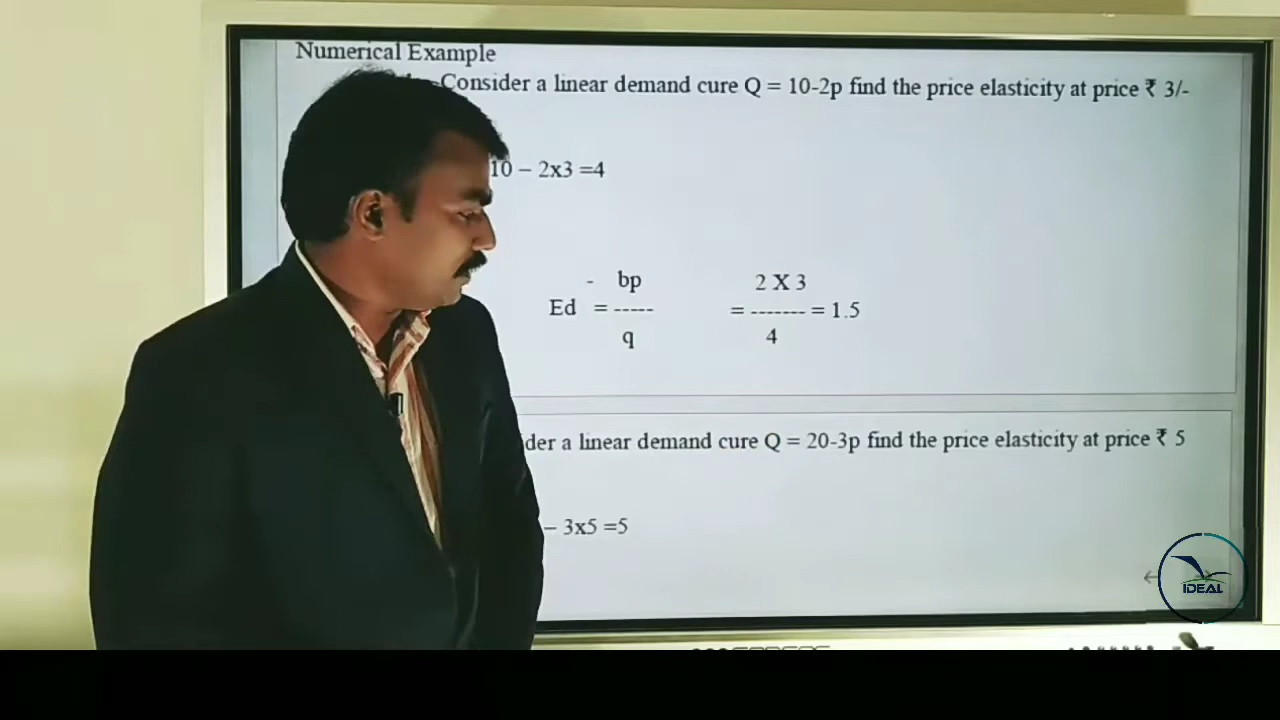 Numerical Example
Consider a linear demand cure Q = 10-2p find the price elasticity at price ₹ 3/-
10 – 2x3 =4
- bp 2 X 3
Ed = ----- = ------- = 1.5
q 4
der a linear demand cure Q = 20-3p find the price elasticity at price ₹ 5
– 3x5 =5
IDEAL